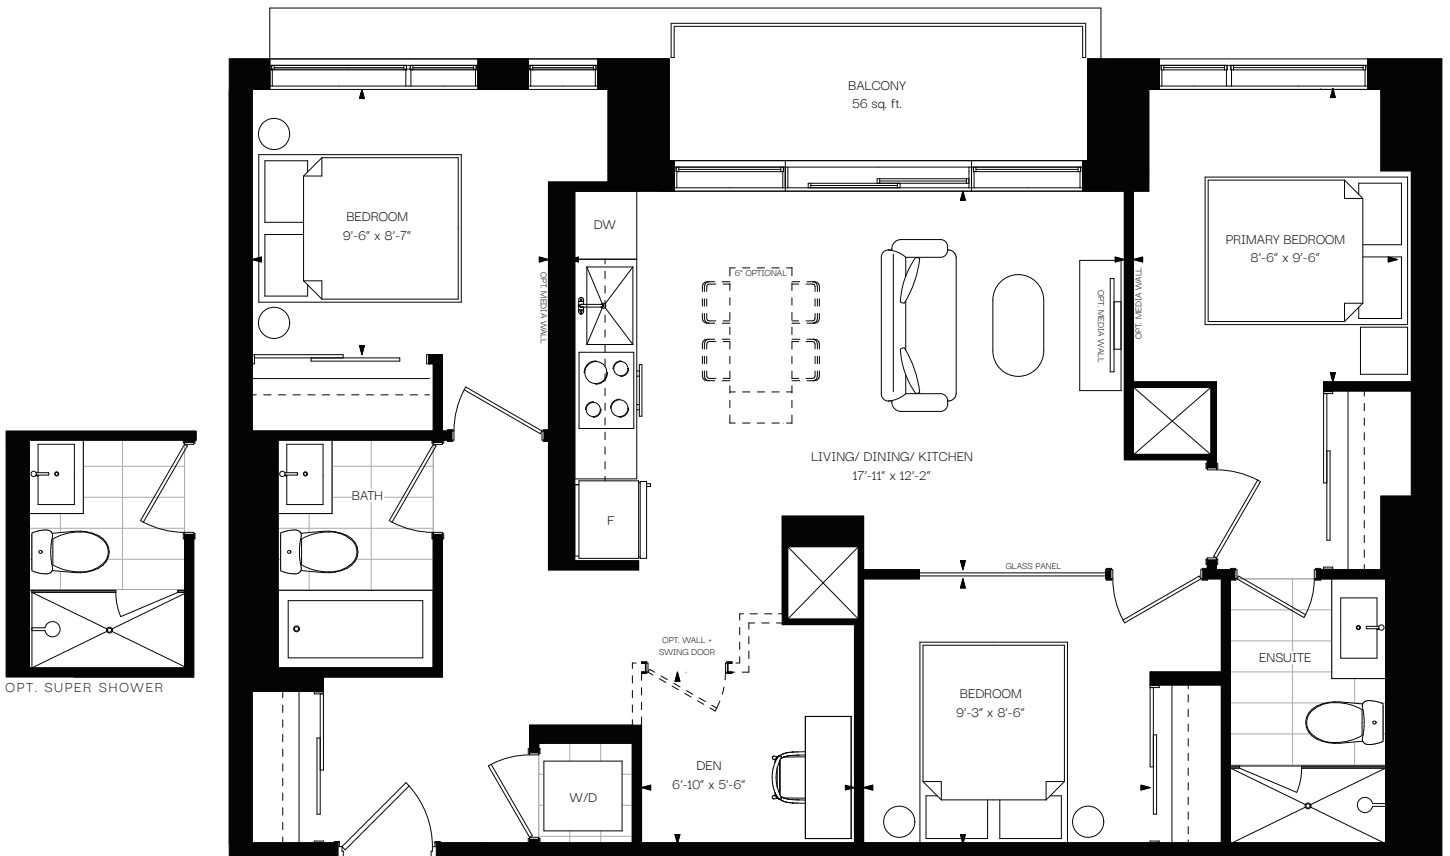 BALCONY
56 sq. ft.
BEDROOM
9'-6" x 8'-7"
DW
6" OPTIONAL
OPT. MEDIA WALL
OPT. MEDIA WALL
OPT. MEDIA WALL
PRIMARY BEDROOM
8'-6" x 9'-6"
LIVING/ DINING/ KITCHEN
17'-11" x 12'-2"
BATH
F
GLASS PANEL
OPT. WALL +
SWING DOOR
ENSUITE
OPT. SUPER SHOWER
BEDROOM
9'-3" x 8'-6"
DEN
6'-10" x 5'-6"
W/D